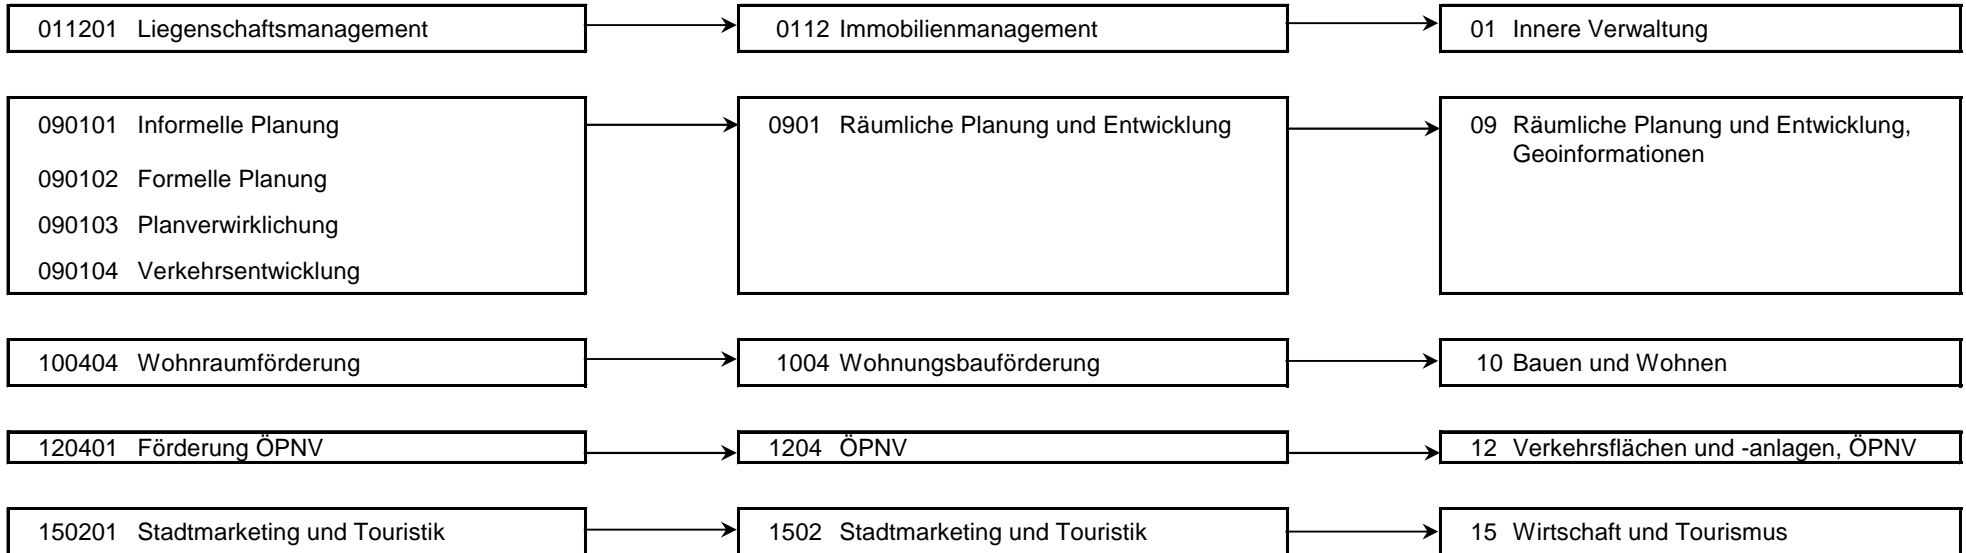 011201 Liegenschaftsmanagement
0112 Immobilienmanagement
01 Innere Verwaltung
090101 Informelle Planung
090102 Formelle Planung
090103 Planverwirklichung
090104 Verkehrsentwicklung
0901 Räumliche Planung und Entwicklung
09 Räumliche Planung und Entwicklung,
Geoinformationen
100404 Wohnraumförderung
1004 Wohnungsbauförderung
10 Bauen und Wohnen
120401 Förderung ÖPNV
1204 ÖPNV
12 Verkehrsflächen und -anlagen, ÖPNV
150201 Stadtmarketing und Touristik
1502 Stadtmarketing und Touristik
15 Wirtschaft und Tourismus